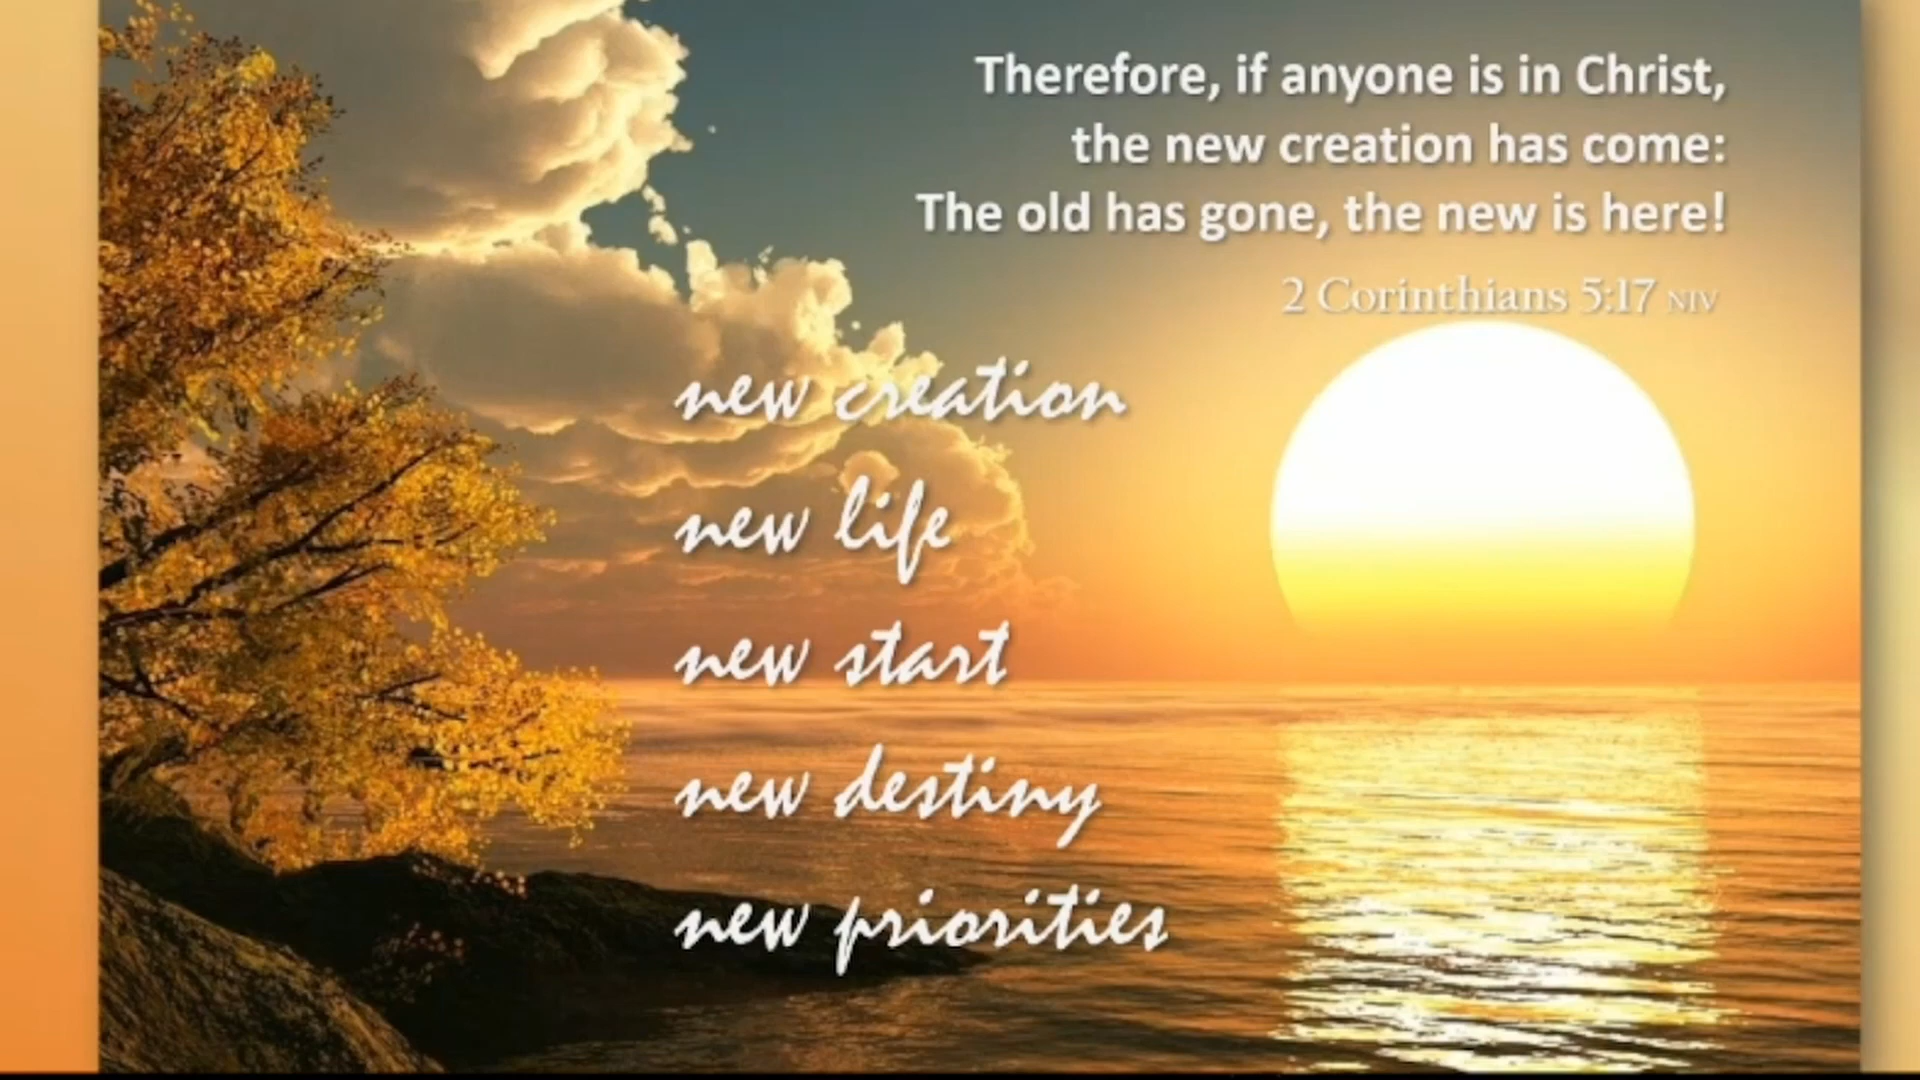 Therefore, if anyone is in Christ,
the new creation has come:
The old has gone, the new is here!
2 Corinthians 5:17 NIV
new creation
new life
new start
new destiny
new priorities